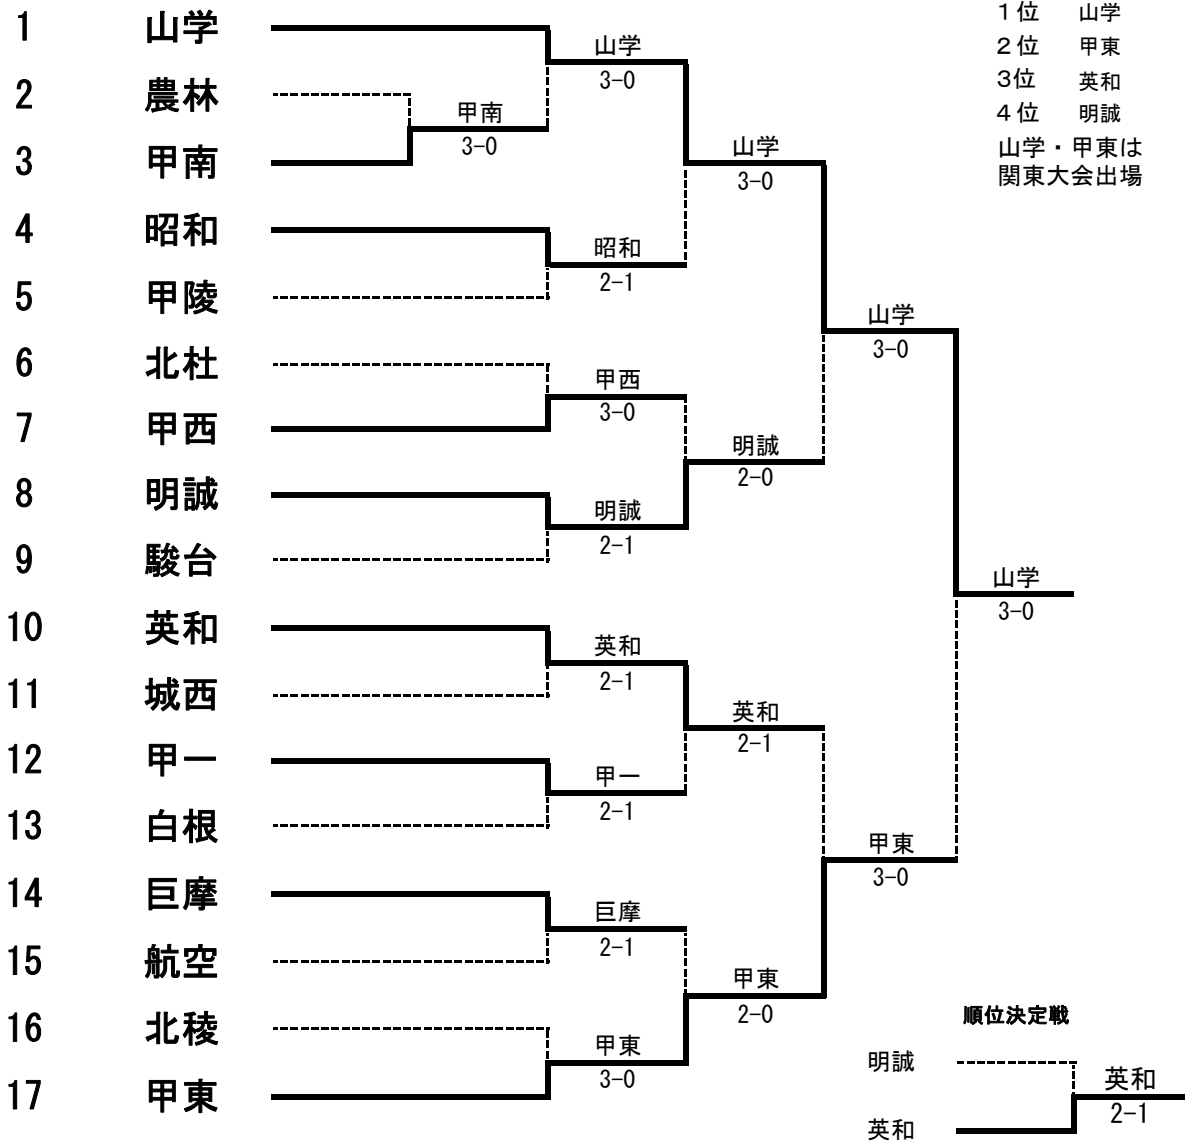 1 山学
2 農林
3 甲南
4 昭和
5 甲陵
6 北杜
7 甲西
8 明誠
9 駿台
10 英和
11 城西
12 甲一
13 白根
14 巨摩
15 航空
16 北稜
17 甲東
甲南
3-0
山学
3-0
昭和
2-1
甲西
3-0
明誠
2-1
英和
2-1
甲一
2-1
巨摩
2-1
甲東
3-0
山学
3-0
明誠
2-0
英和
2-1
甲東
2-0
山学
3-0
甲東
3-0
山学
3-0
1位 山学
2位 甲東
3位 英和
4位 明誠
山学・甲東は
関東大会出場
順位決定戦
明誠
英和
英和
2-1